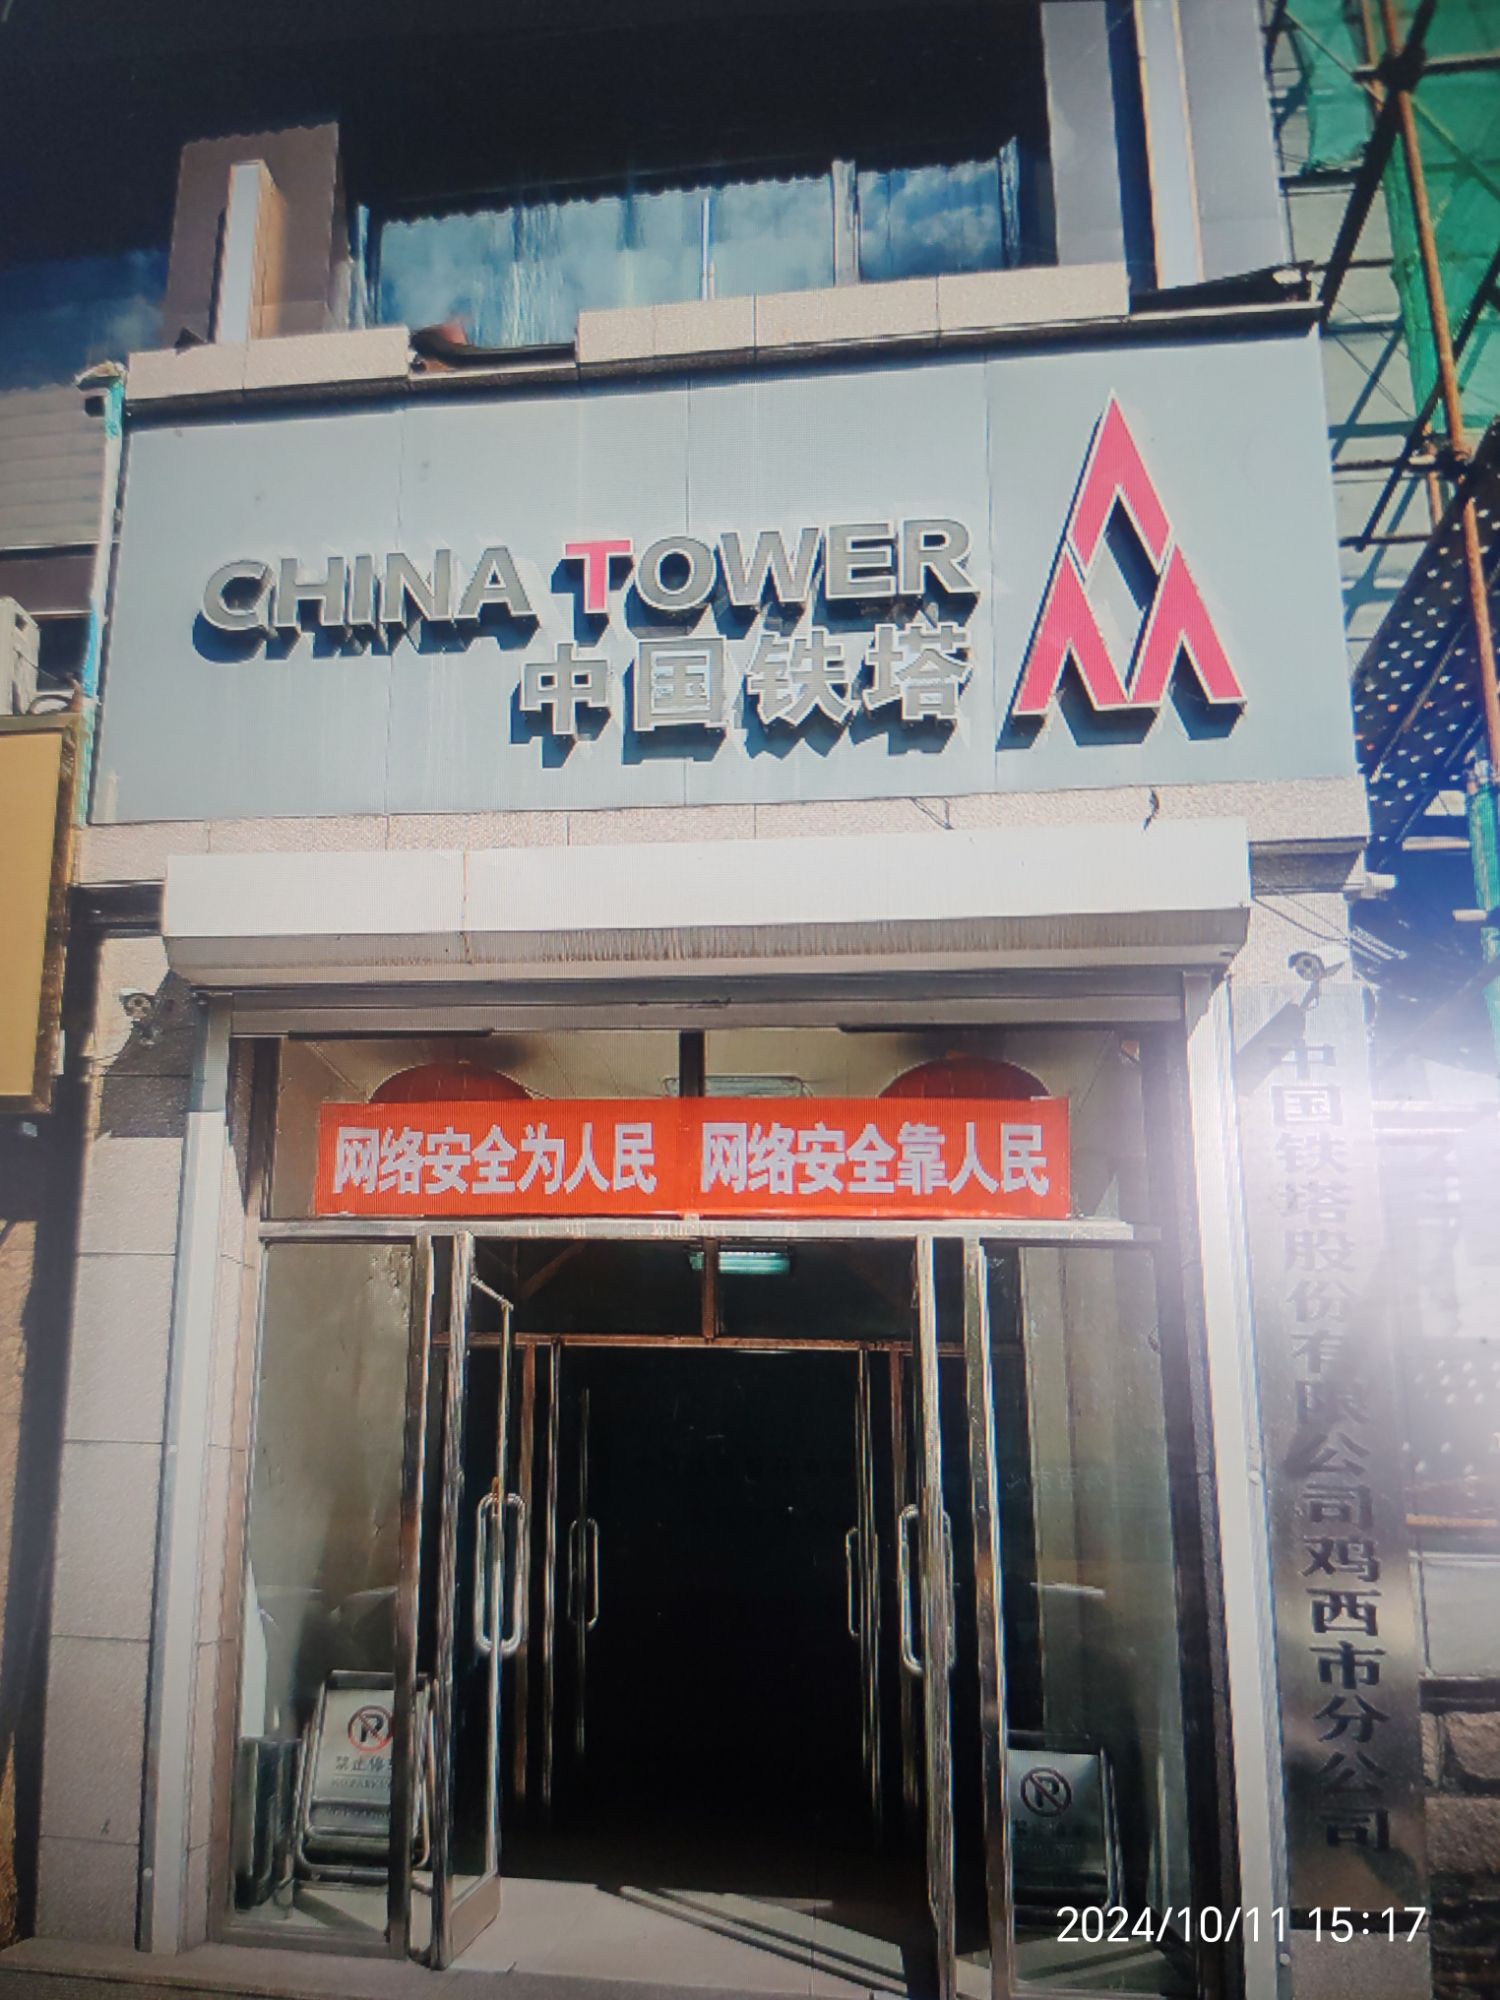 CHINA TOWER
中国铁塔
网络安全为人民 网络安全靠人民
中国铁塔股份有限公司鸡西市分公司
禁止停
2024/10/11 15:17